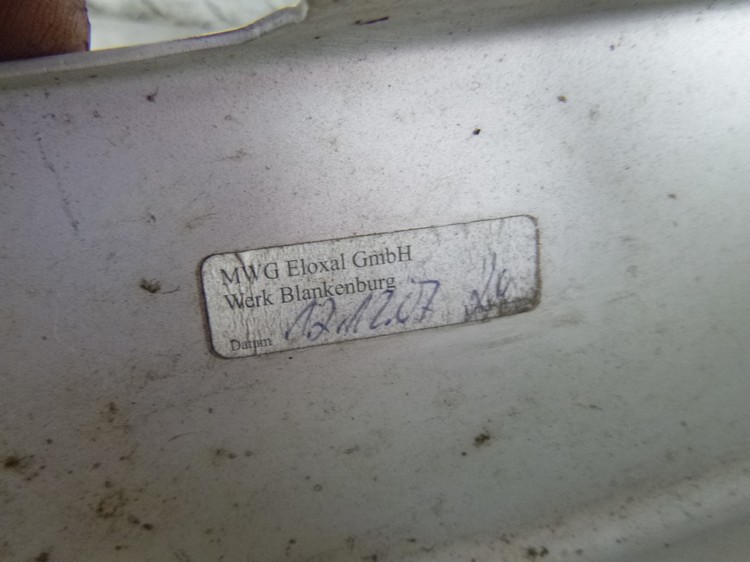 MWG Eloxal GmbH
Werk Blankenburg
Datum 12.12.07